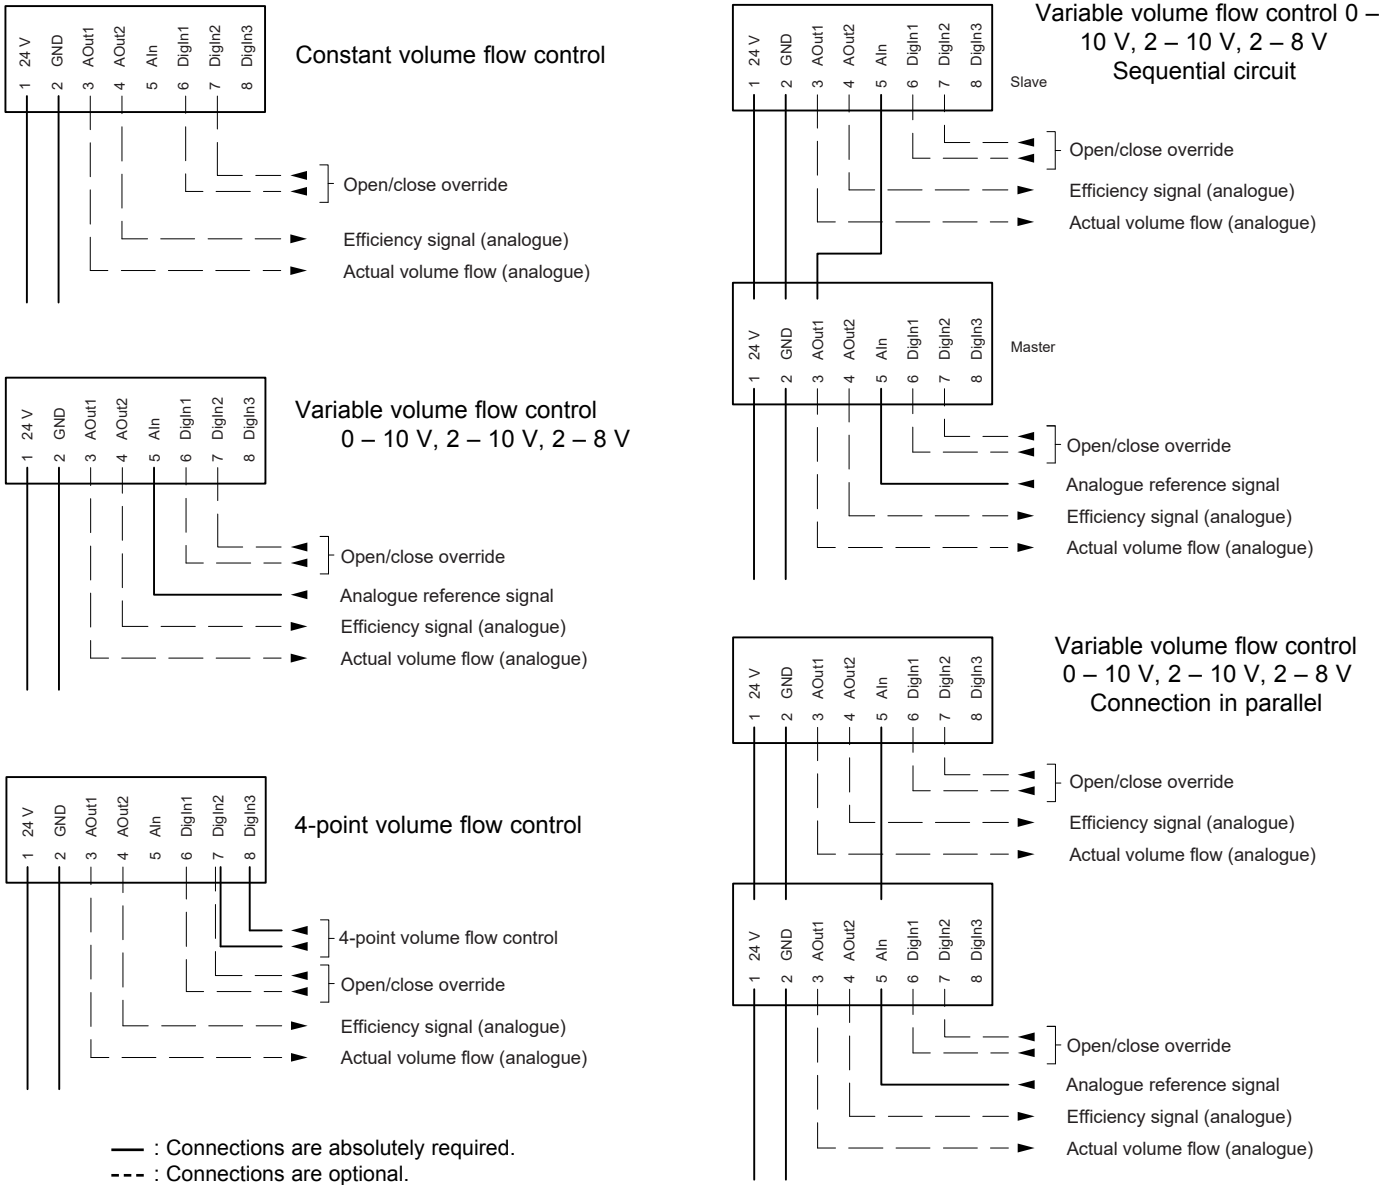 1 24 V
2 GND
3 AOut1
4 AOut2
5 AIn
6 DigIn1
7 DigIn2
8 DigIn3
Constant volume flow control
Open/close override
Efficiency signal (analogue)
Actual volume flow (analogue)
1 24 V
2 GND
3 AOut1
4 AOut2
5 AIn
6 DigIn1
7 DigIn2
8 DigIn3
Variable volume flow control
0 – 10 V, 2 – 10 V, 2 – 8 V
Open/close override
Analogue reference signal
Efficiency signal (analogue)
Actual volume flow (analogue)
1 24 V
2 GND
3 AOut1
4 AOut2
5 AIn
6 DigIn1
7 DigIn2
8 DigIn3
4-point volume flow control
4-point volume flow control
Open/close override
Efficiency signal (analogue)
Actual volume flow (analogue)
: Connections are absolutely required.
: Connections are optional.
1 24 V
2 GND
3 AOut1
4 AOut2
5 AIn
6 DigIn1
7 DigIn2
8 DigIn3
Variable volume flow control 0 –
10 V, 2 – 10 V, 2 – 8 V
Sequential circuit
Slave
Open/close override
Efficiency signal (analogue)
Actual volume flow (analogue)
1 24 V
2 GND
3 AOut1
4 AOut2
5 AIn
6 DigIn1
7 DigIn2
8 DigIn3
Master
Open/close override
Analogue reference signal
Efficiency signal (analogue)
Actual volume flow (analogue)
1 24 V
2 GND
3 AOut1
4 AOut2
5 AIn
6 DigIn1
7 DigIn2
8 DigIn3
Variable volume flow control
0 – 10 V, 2 – 10 V, 2 – 8 V
Connection in parallel
Open/close override
Efficiency signal (analogue)
Actual volume flow (analogue)
1 24 V
2 GND
3 AOut1
4 AOut2
5 AIn
6 DigIn1
7 DigIn2
8 DigIn3
Open/close override
Analogue reference signal
Efficiency signal (analogue)
Actual volume flow (analogue)